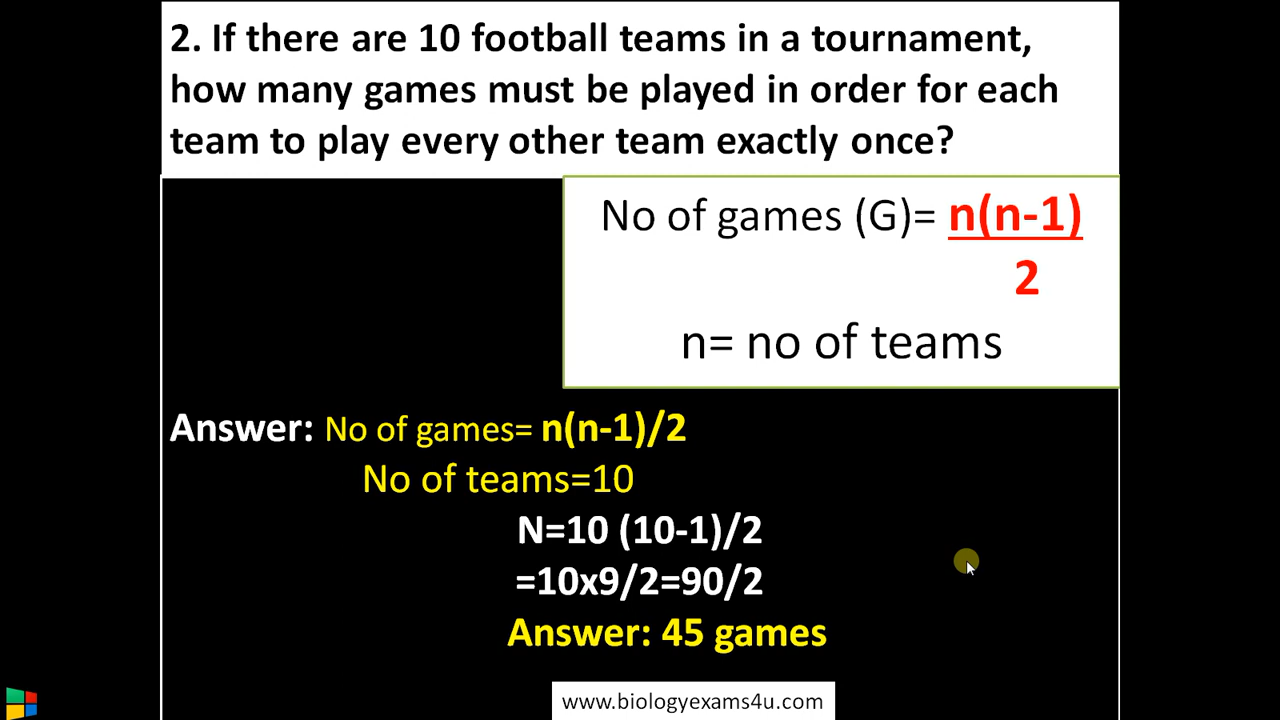 2. If there are 10 football teams in a tournament,
how many games must be played in order for each
team to play every other team exactly once?
No of games (G)= n(n-1)
2
n= no of teams
Answer: No of games= n(n-1)/2
No of teams=10
N=10 (10-1)/2
=10x9/2=90/2
Answer: 45 games
www.biologyexams4u.com